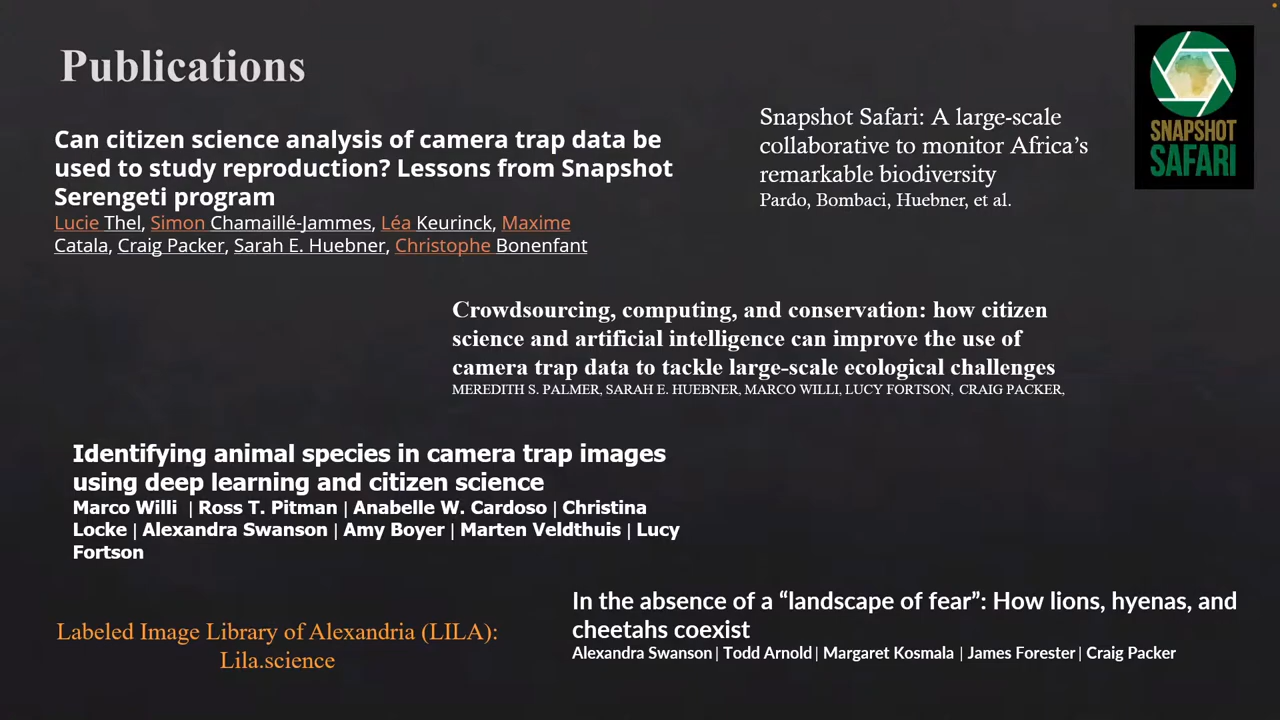 Publications
SNAPSHOT
SAFARI
Can citizen science analysis of camera trap data be
used to study reproduction? Lessons from Snapshot
Serengeti program
Lucie Thel, Simon Chamaillé-Jammes, Léa Keurinck, Maxime
Catala, Craig Packer, Sarah E. Huebner, Christophe Bonenfant
Snapshot Safari: A large-scale
collaborative to monitor Africa’s
remarkable biodiversity
Pardo, Bombaci, Huebner, et al.
Crowdsourcing, computing, and conservation: how citizen
science and artificial intelligence can improve the use of
camera trap data to tackle large-scale ecological challenges
MEREDITH S. PALMER, SARAH E. HUEBNER, MARCO WILLI, LUCY FORTSON, CRAIG PACKER,
Identifying animal species in camera trap images
using deep learning and citizen science
Marco Willi | Ross T. Pitman | Anabelle W. Cardoso | Christina
Locke | Alexandra Swanson | Amy Boyer | Marten Veldthuis | Lucy
Fortson
In the absence of a “landscape of fear”: How lions, hyenas, and
cheetahs coexist
Alexandra Swanson | Todd Arnold | Margaret Kosmala | James Forester | Craig Packer
Labeled Image Library of Alexandria (LILA):
Lila.science